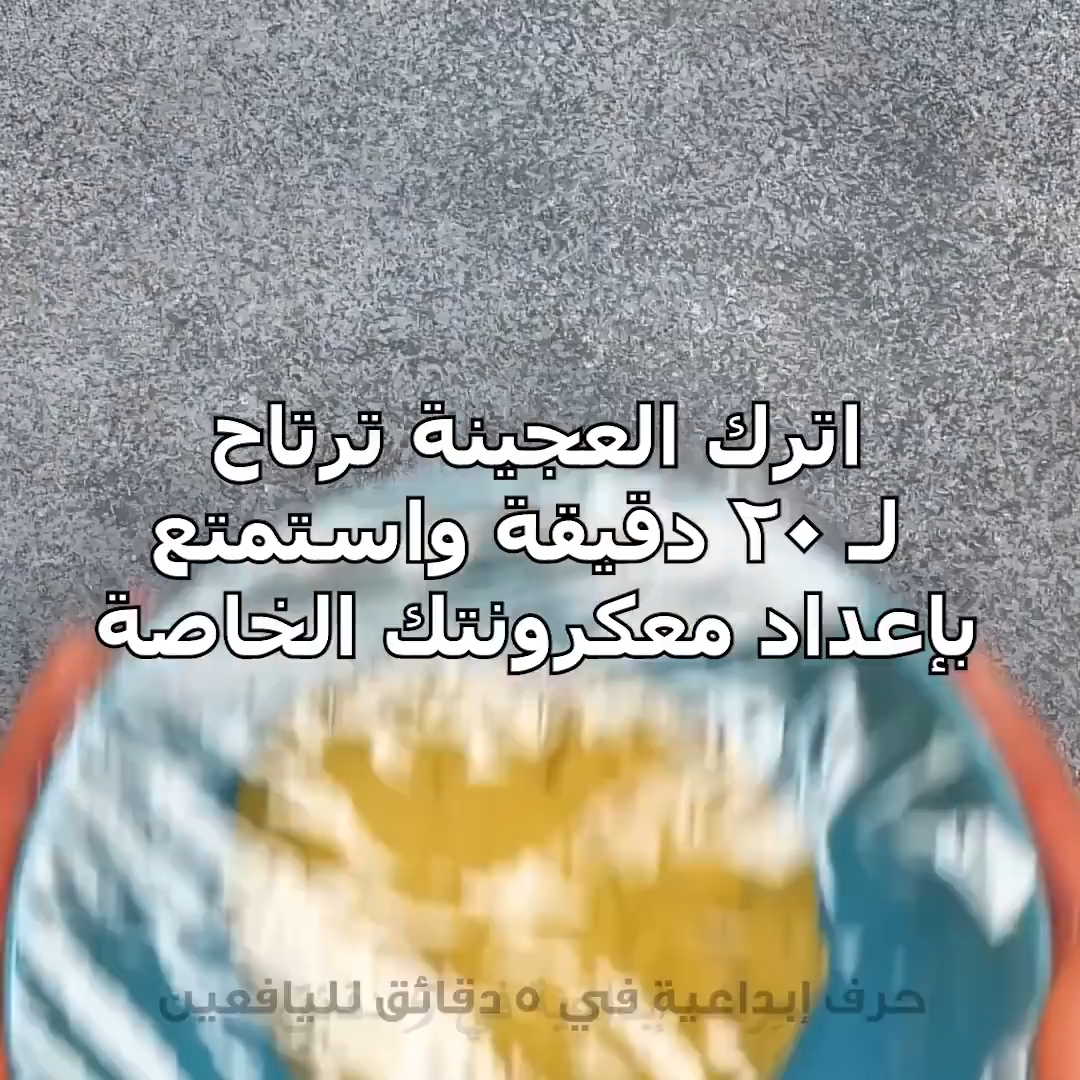 اترك العجينة ترتاح
لـ ٢٠ دقيقة واستمتع
بإعداد معكرونتك الخاصة
حرف إبداعية في ٥ دقائق لليافعين